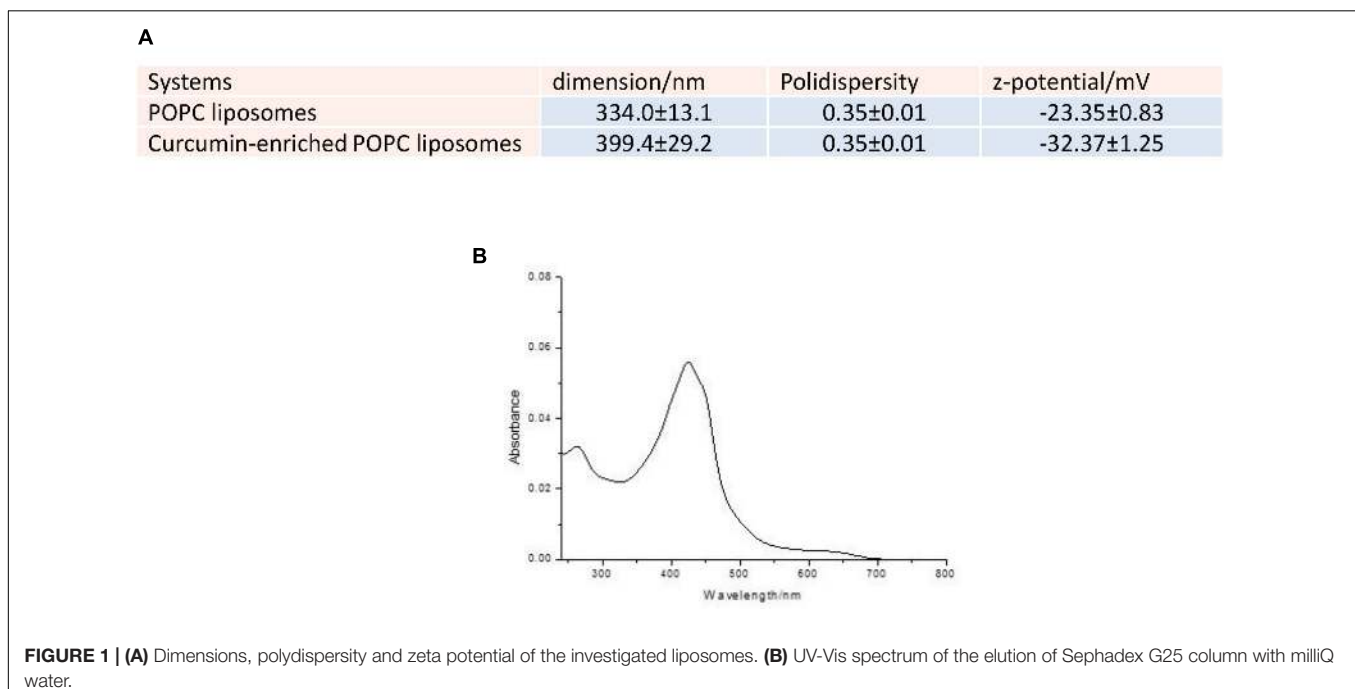 A
Systems dimension/nm Polidispersity z-potential/mV
POPC liposomes 334.0±13.1 0.35±0.01 -23.35±0.83
Curcumin-enriched POPC liposomes 399.4±29.2 0.35±0.01 -32.37±1.25
B
0.08
0.06
0.04
0.02
0.00
Absorbance
300 400 500 600 700 800
Wavelength/nm
FIGURE 1 | (A) Dimensions, polydispersity and zeta potential of the investigated liposomes. (B) UV-Vis spectrum of the elution of Sephadex G25 column with milliQ
water.